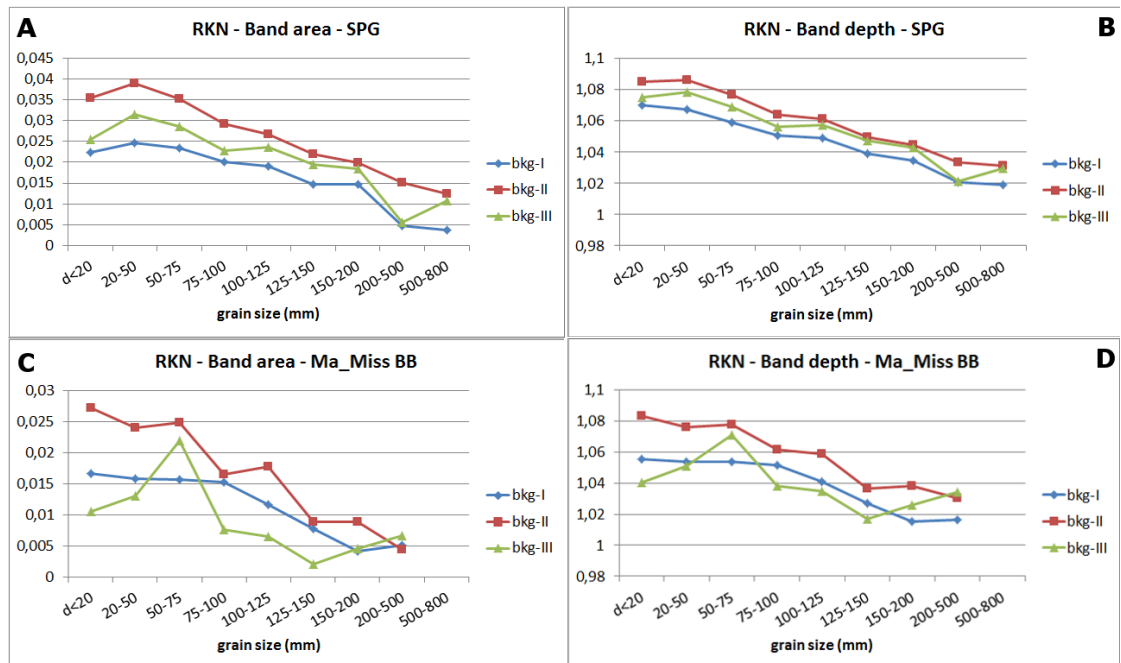 A
RKN - Band area - SPG
0,045
0,04
0,035
0,03
0,025
0,02
0,015
0,01
0,005
0
d<20
20-50
50-75
75-100
100-125
125-150
150-200
200-500
500-800
grain size (mm)
bkg-I
bkg-II
bkg-III
B
RKN - Band depth - SPG
1,1
1,08
1,06
1,04
1,02
1
0,98
d<20
20-50
50-75
75-100
100-125
125-150
150-200
200-500
500-800
grain size (mm)
bkg-I
bkg-II
bkg-III
C
RKN - Band area - Ma_Miss BB
0,03
0,025
0,02
0,015
0,01
0,005
0
d<20
20-50
50-75
75-100
100-125
125-150
150-200
200-500
500-800
grain size (mm)
bkg-I
bkg-II
bkg-III
D
RKN - Band depth - Ma_Miss BB
1,1
1,08
1,06
1,04
1,02
1
0,98
d<20
20-50
50-75
75-100
100-125
125-150
150-200
200-500
500-800
grain size (mm)
bkg-I
bkg-II
bkg-III